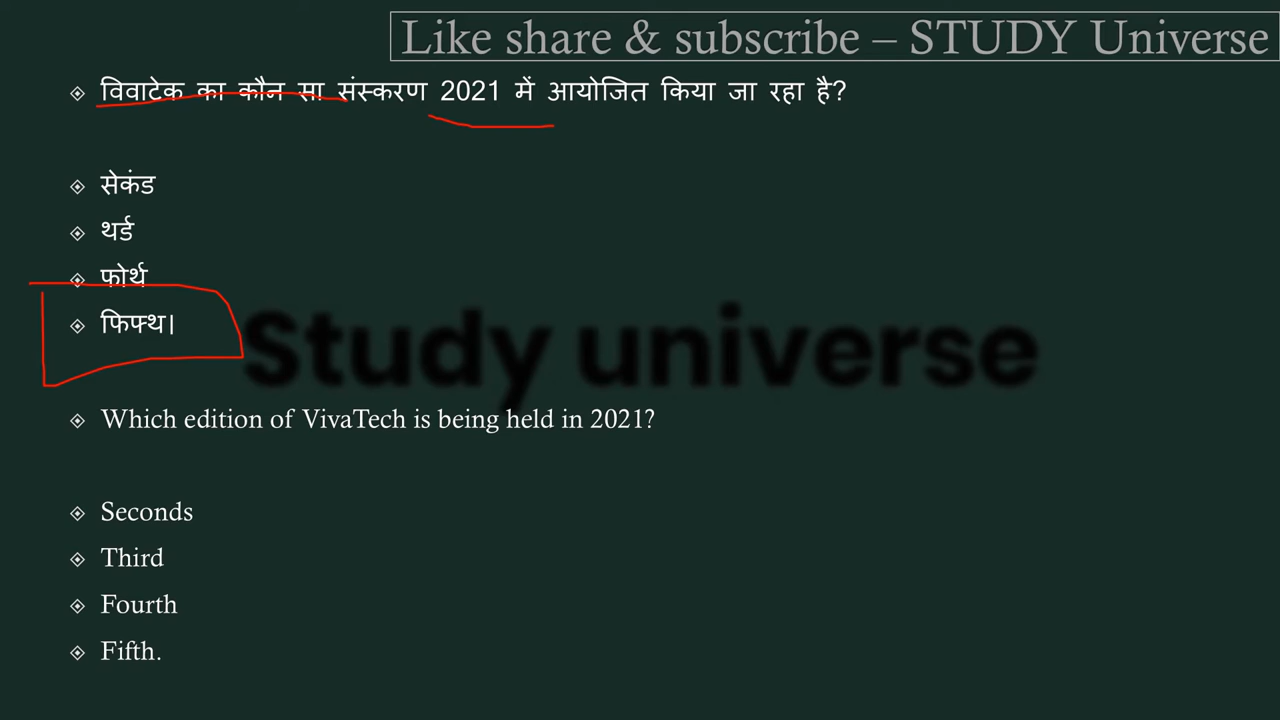 Like share & subscribe – STUDY Universe
विवाटेक का कौन सा संस्करण 2021 में आयोजित किया जा रहा है?
सेकंड
थर्ड
फोर्थ
फिफ्थ।
Study universe
Which edition of VivaTech is being held in 2021?
Seconds
Third
Fourth
Fifth.